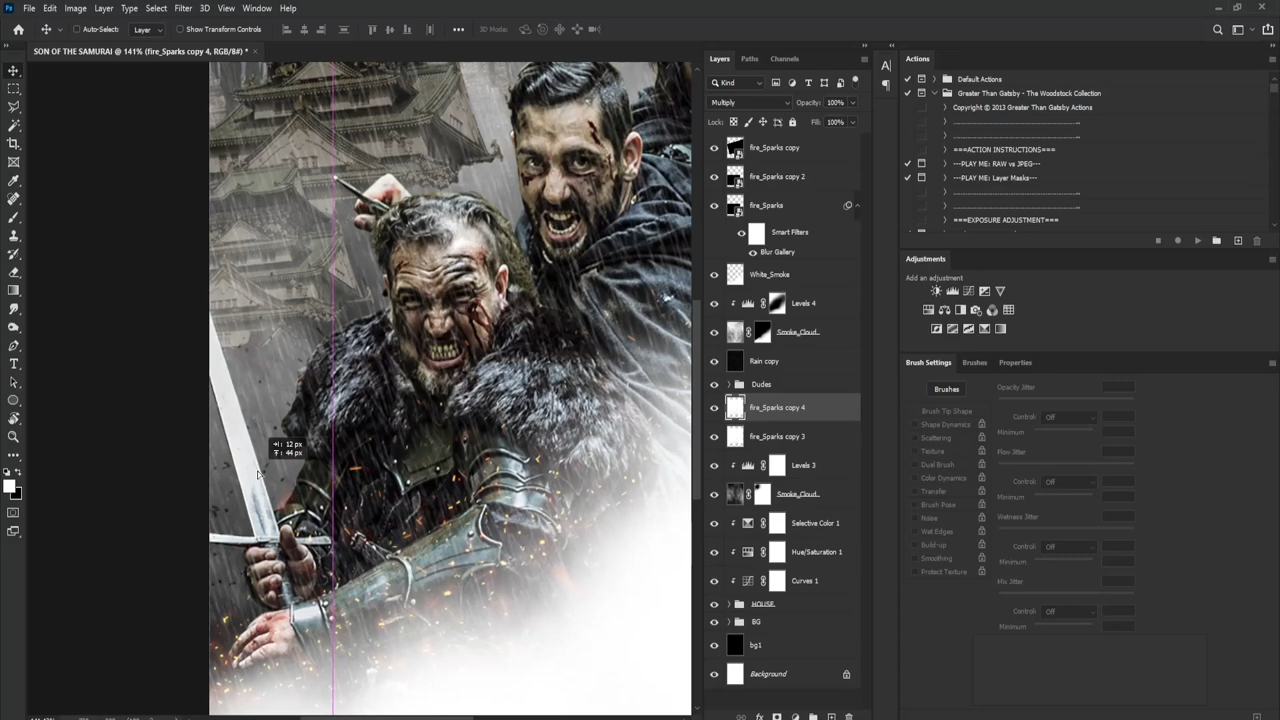 File Edit Image Layer Type Select Filter 3D View Window Help
Auto-Select: Layer Show Transform Controls 3D Mode:
SON OF THE SAMURAI @ 141% (fire_Sparks copy 4, RGB/8#) * ×
Layers Paths Channels
Kind
Multiply Opacity: 100%
Lock: Fill: 100%
fire_Sparks copy
fire_Sparks copy 2
fire_Sparks
Smart Filters
Blur Gallery
White_Smoke
Levels 4
Smoke_Cloud...
Rain copy
Dudes
fire_Sparks copy 4
fire_Sparks copy 3
Levels 3
Smoke_Cloud...
Selective Color 1
Hue/Saturation 1
Curves 1
HOUSE
BG
bg1
Background
12 px
44 px
Actions
Default Actions
Greater Than Gatsby - The Woodstock Collection
Copyright © 2013 Greater Than Gatsby Actions
===ACTION INSTRUCTIONS===
---PLAY ME: RAW vs JPEG---
---PLAY ME: Layer Masks---
===EXPOSURE ADJUSTMENT===
Adjustments
Add an adjustment
Brush Settings Brushes Properties
Brushes
Brush Tip Shape
Shape Dynamics
Scattering
Texture
Dual Brush
Color Dynamics
Transfer
Brush Pose
Noise
Wet Edges
Build-up
Smoothing
Protect Texture
Opacity Jitter
Control: Off
Minimum
Flow Jitter
Control: Off
Minimum
Wetness Jitter
Control: Off
Minimum
Mix Jitter
Control: Off
Minimum